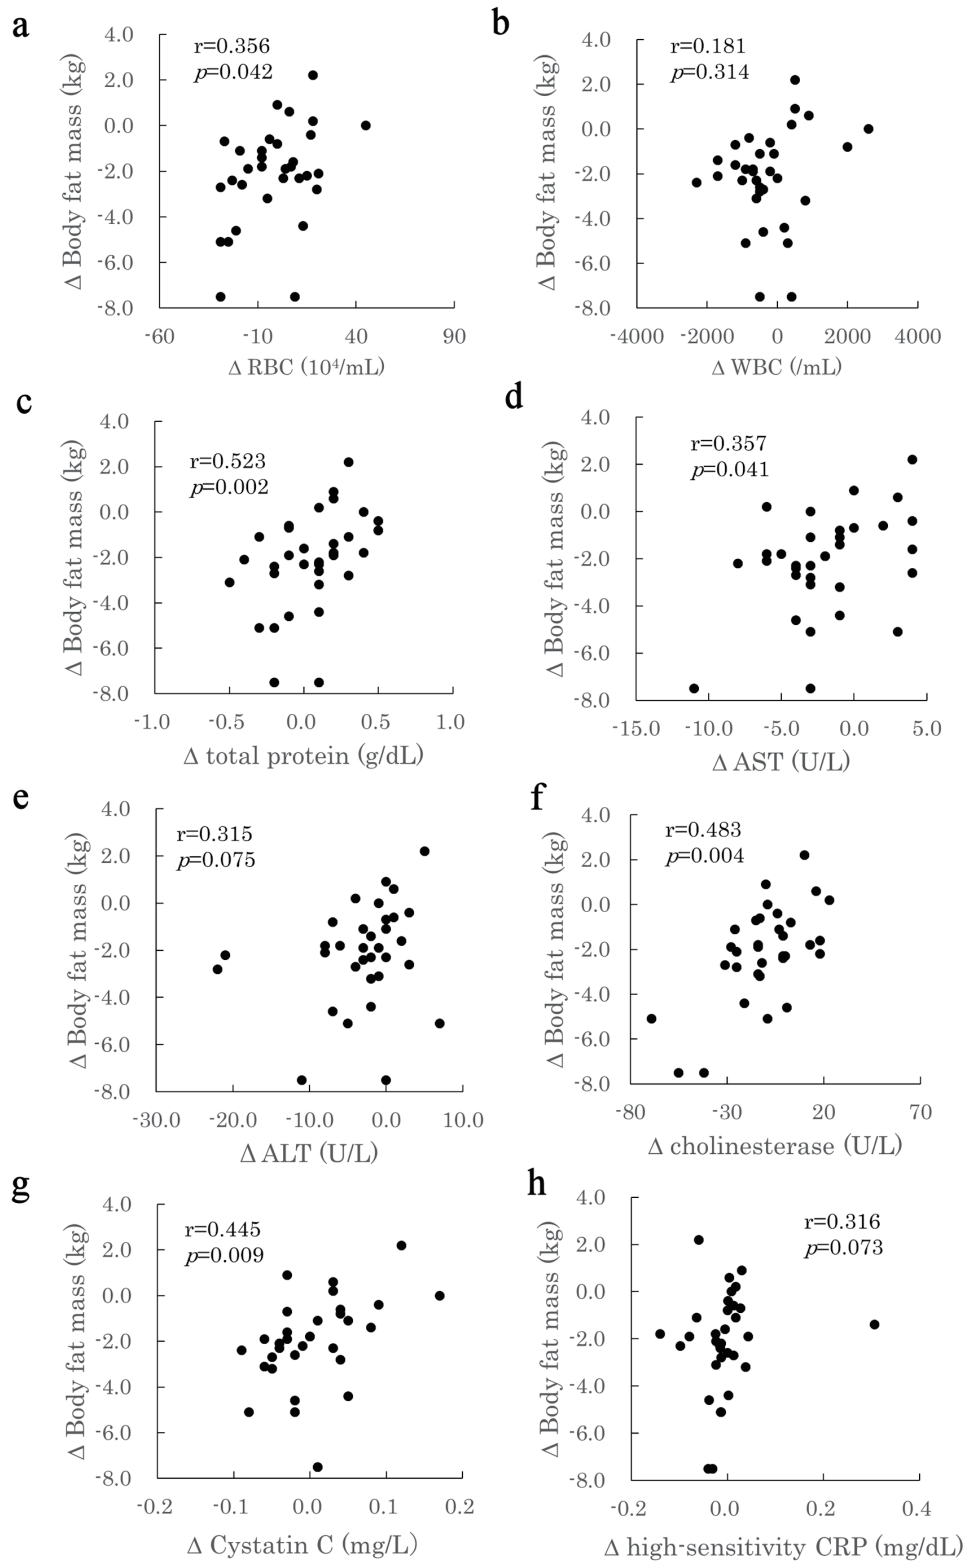 a
r=0.356
p=0.042
4.0
2.0
0.0
-2.0
-4.0
-6.0
-8.0
-60 -10 40 90
Δ Body fat mass (kg)
Δ RBC (10⁴/mL)
b
r=0.181
p=0.314
4.0
2.0
0.0
-2.0
-4.0
-6.0
-8.0
-4000 -2000 0 2000 4000
Δ Body fat mass (kg)
Δ WBC (/mL)
c
r=0.523
p=0.002
4.0
2.0
0.0
-2.0
-4.0
-6.0
-8.0
-1.0 -0.5 0.0 0.5 1.0
Δ Body fat mass (kg)
Δ total protein (g/dL)
d
r=0.357
p=0.041
4.0
2.0
0.0
-2.0
-4.0
-6.0
-8.0
-15.0 -10.0 -5.0 0.0 5.0
Δ Body fat mass (kg)
Δ AST (U/L)
e
r=0.315
p=0.075
4.0
2.0
0.0
-2.0
-4.0
-6.0
-8.0
-30.0 -20.0 -10.0 0.0 10.0
Δ Body fat mass (kg)
Δ ALT (U/L)
f
r=0.483
p=0.004
4.0
2.0
0.0
-2.0
-4.0
-6.0
-8.0
-80 -30 20 70
Δ Body fat mass (kg)
Δ cholinesterase (U/L)
g
r=0.445
p=0.009
4.0
2.0
0.0
-2.0
-4.0
-6.0
-8.0
-0.2 -0.1 0.0 0.1 0.2
Δ Body fat mass (kg)
Δ Cystatin C (mg/L)
h
r=0.316
p=0.073
4.0
2.0
0.0
-2.0
-4.0
-6.0
-8.0
-0.2 0.0 0.2 0.4
Δ Body fat mass (kg)
Δ high-sensitivity CRP (mg/dL)